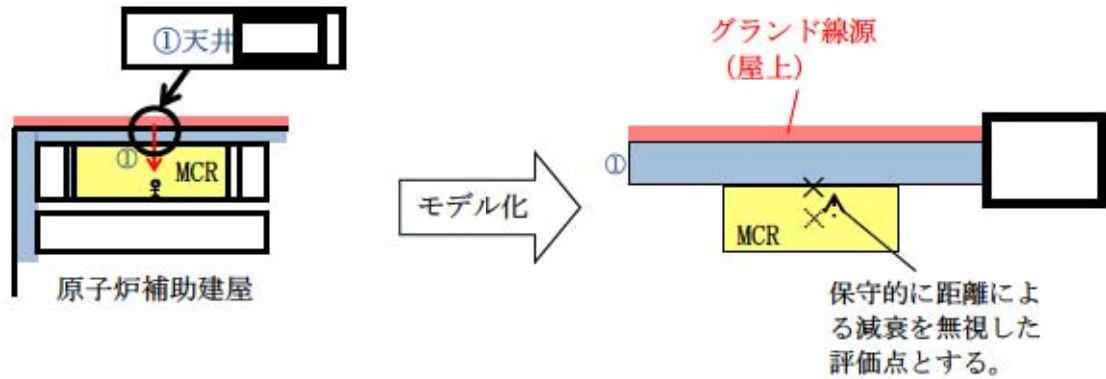 ①天井
グランド線源
(屋上)
①
MCR
①
モデル化
MCR
原子炉補助建屋
保守的に距離によ
る減衰を無視した
評価点とする。